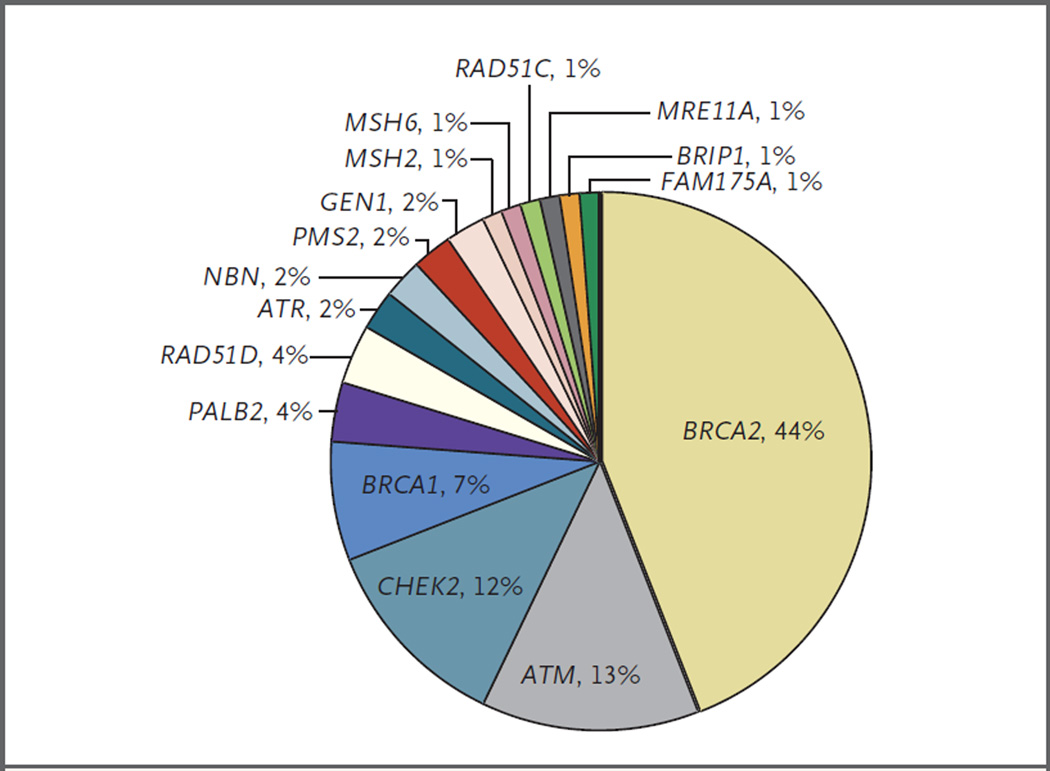 RAD51C, 1%
MRE11A, 1%
MSH6, 1%
MSH2, 1%
BRIP1, 1%
FAM175A, 1%
GEN1, 2%
PMS2, 2%
NBN, 2%
ATR, 2%
RAD51D, 4%
PALB2, 4%
BRCA2, 44%
BRCA1, 7%
CHEK2, 12%
ATM, 13%